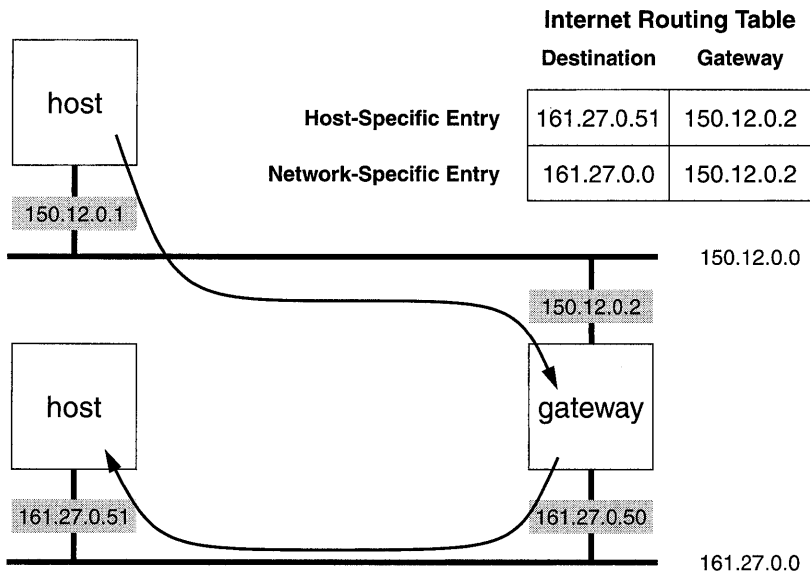 Internet Routing Table
Destination Gateway
host
Host-Specific Entry 161.27.0.51 150.12.0.2
Network-Specific Entry 161.27.0.0 150.12.0.2
150.12.0.1
150.12.0.0
150.12.0.2
host
gateway
161.27.0.51
161.27.0.50
161.27.0.0